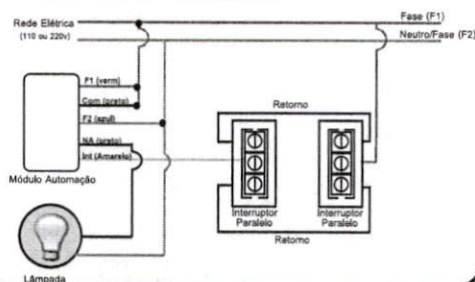 Fase (F1)
Rede Elétrica
(110 ou 220v)
Neutro/Fase (F2)
F1 (verm)
Com (preto)
F2 (azul)
NA (preto)
Int (Amarelo)
Módulo Automação
Retorno
Interruptor
Paralelo
Interruptor
Paralelo
Retorno
Lâmpada